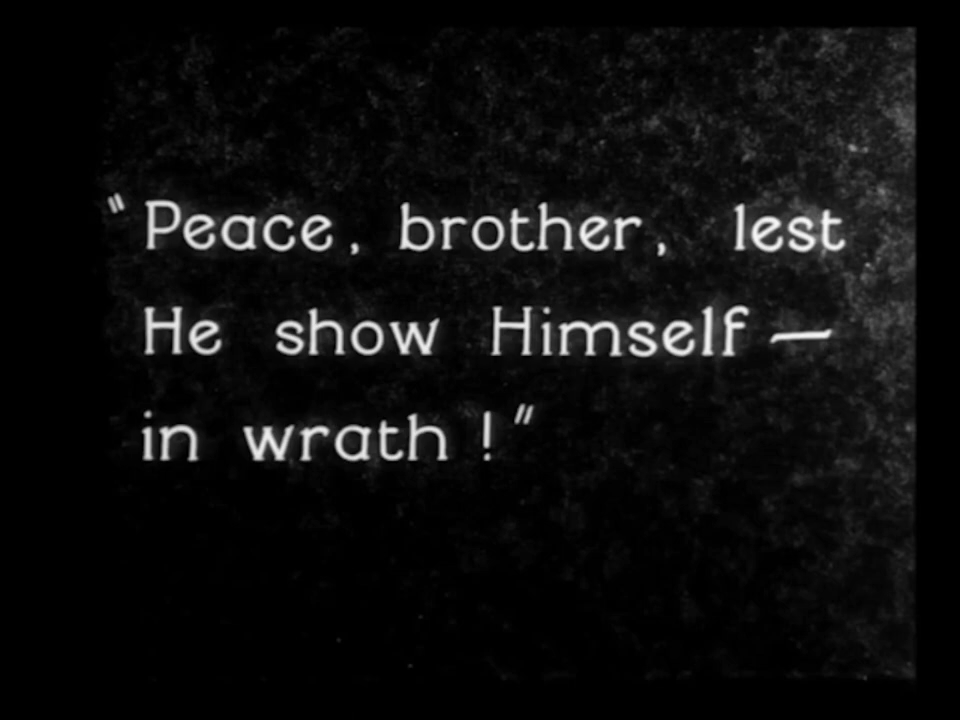 "Peace, brother, lest
He show Himself —
in wrath!"